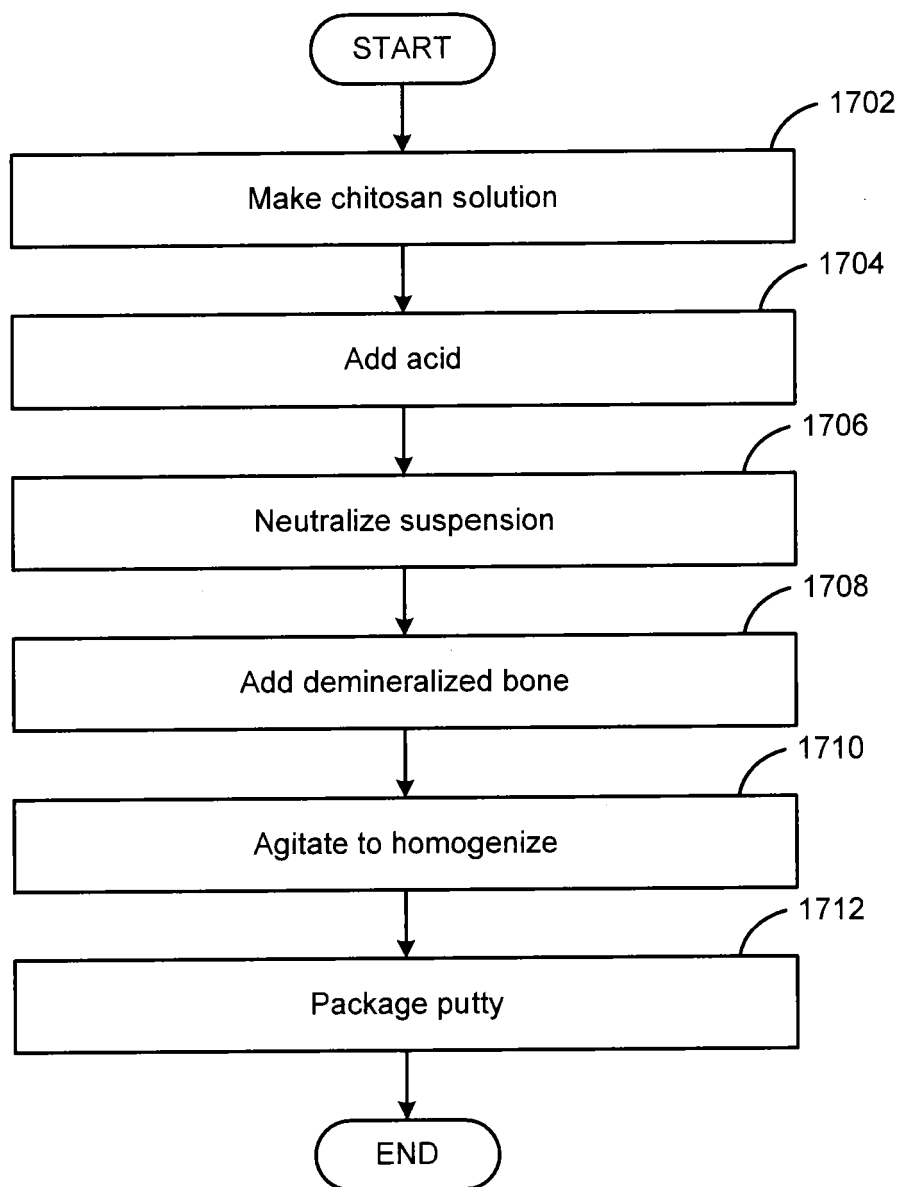 START
1702
Make chitosan solution
1704
Add acid
1706
Neutralize suspension
1708
Add demineralized bone
1710
Agitate to homogenize
1712
Package putty
END